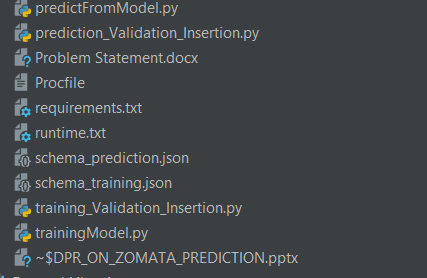 predictFromModel.py
prediction_Validation_Insertion.py
Problem Statement.docx
Procfile
requirements.txt
runtime.txt
schema_prediction.json
schema_training.json
training_Validation_Insertion.py
trainingModel.py
~$DPR_ON_ZOMATA_PREDICTION.pptx